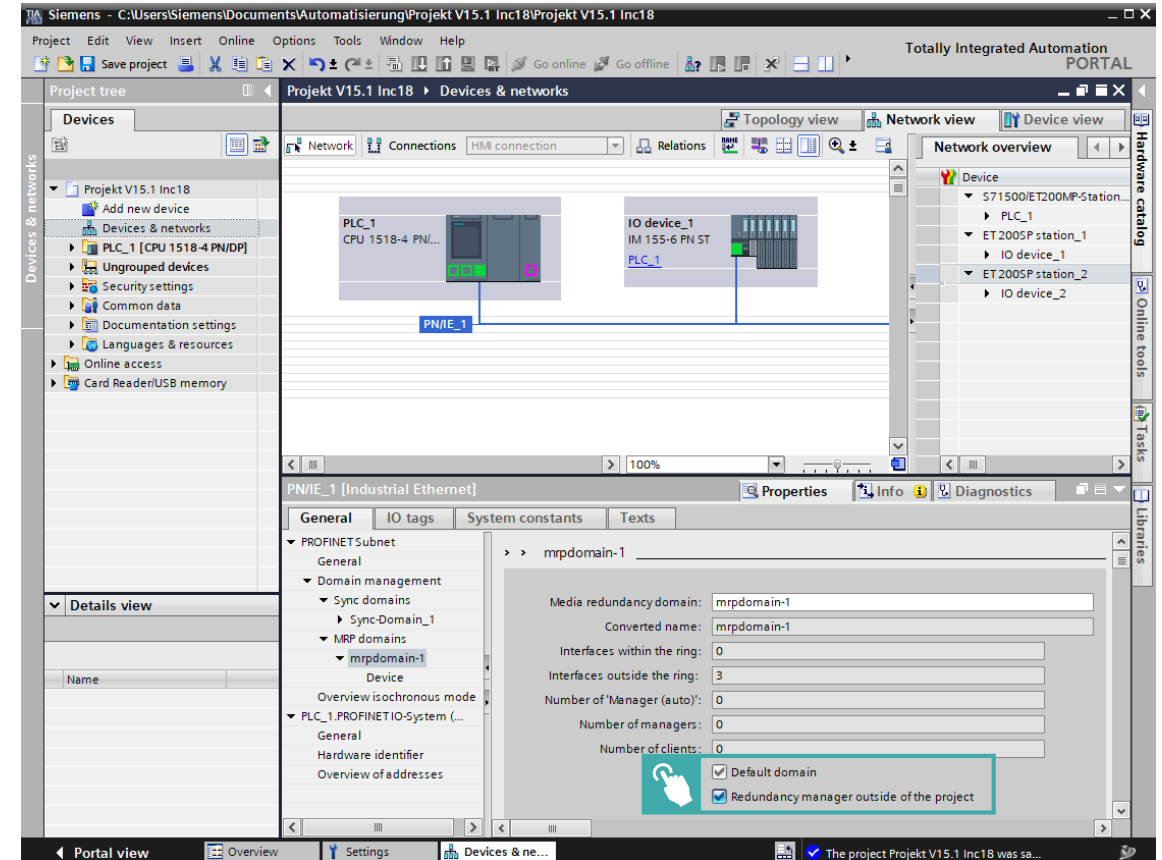 Siemens - C:\Users\Siemens\Documents\Automatisierung\Projekt V15.1 Inc18\Projekt V15.1 Inc18
Project Edit View Insert Online Options Tools Window Help
Totally Integrated Automation
PORTAL
Save project Go online Go offline
Project tree
Devices
Projekt V15.1 Inc18
Add new device
Devices & networks
PLC_1 [CPU 1518-4 PN/DP]
Ungrouped devices
Security settings
Common data
Documentation settings
Languages & resources
Online access
Card Reader/USB memory
Devices & networks
Details view
Name
Projekt V15.1 Inc18 Devices & networks
Topology view Network view Device view
Network Connections HMI connection Relations
PLC_1
CPU 1518-4 PN/...
IO device_1
IM 155-6 PN ST
PLC_1
PN/IE_1
100%
Network overview
Device
S71500/ET200MP-Station...
PLC_1
ET200SP station_1
IO device_1
ET200SP station_2
IO device_2
Hardware catalog
Online tools
Tasks
Libraries
PN/IE_1 [Industrial Ethernet]
Properties Info Diagnostics
General IO tags System constants Texts
PROFINET Subnet
General
Domain management
Sync domains
Sync-Domain_1
MRP domains
mrpdomain-1
Device
Overview isochronous mode
PLC_1.PROFINET IO-System (...
General
Hardware identifier
Overview of addresses
> > mrpdomain-1
Media redundancy domain: mrpdomain-1
Converted name: mrpdomain-1
Interfaces within the ring: 0
Interfaces outside the ring: 3
Number of 'Manager (auto)': 0
Number of managers: 0
Number of clients: 0
Default domain
Redundancy manager outside of the project
Portal view Overview Settings Devices & ne... The project Projekt V15.1 Inc18 was sa...